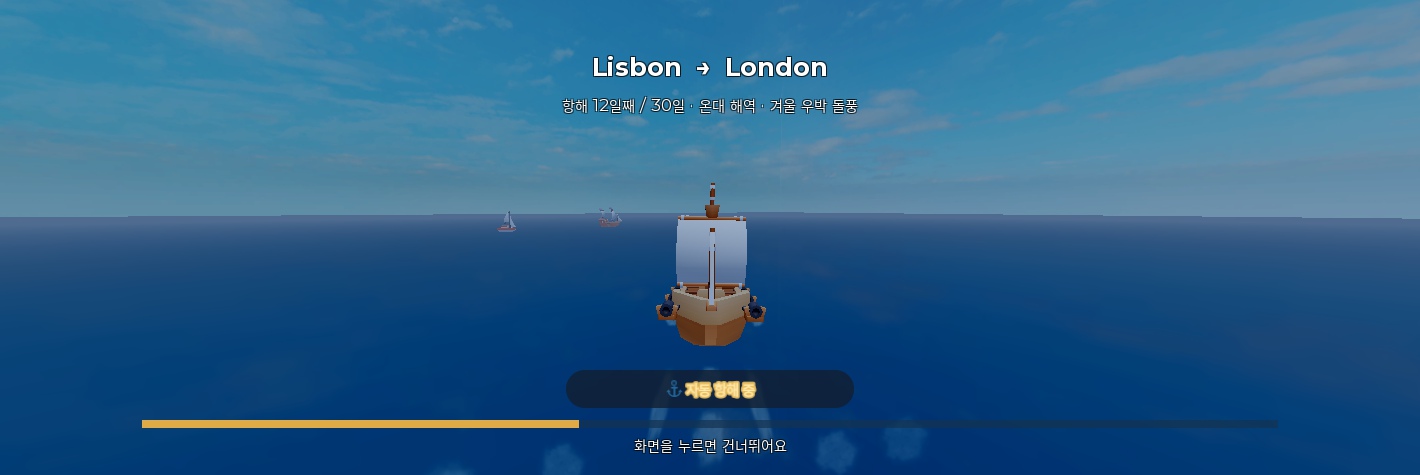 Lisbon → London
항해 12일째 / 30일 · 온대 해역 · 겨울 우박 돌풍
⚓ 자동 항해 중
화면을 누르면 건너뛰어요